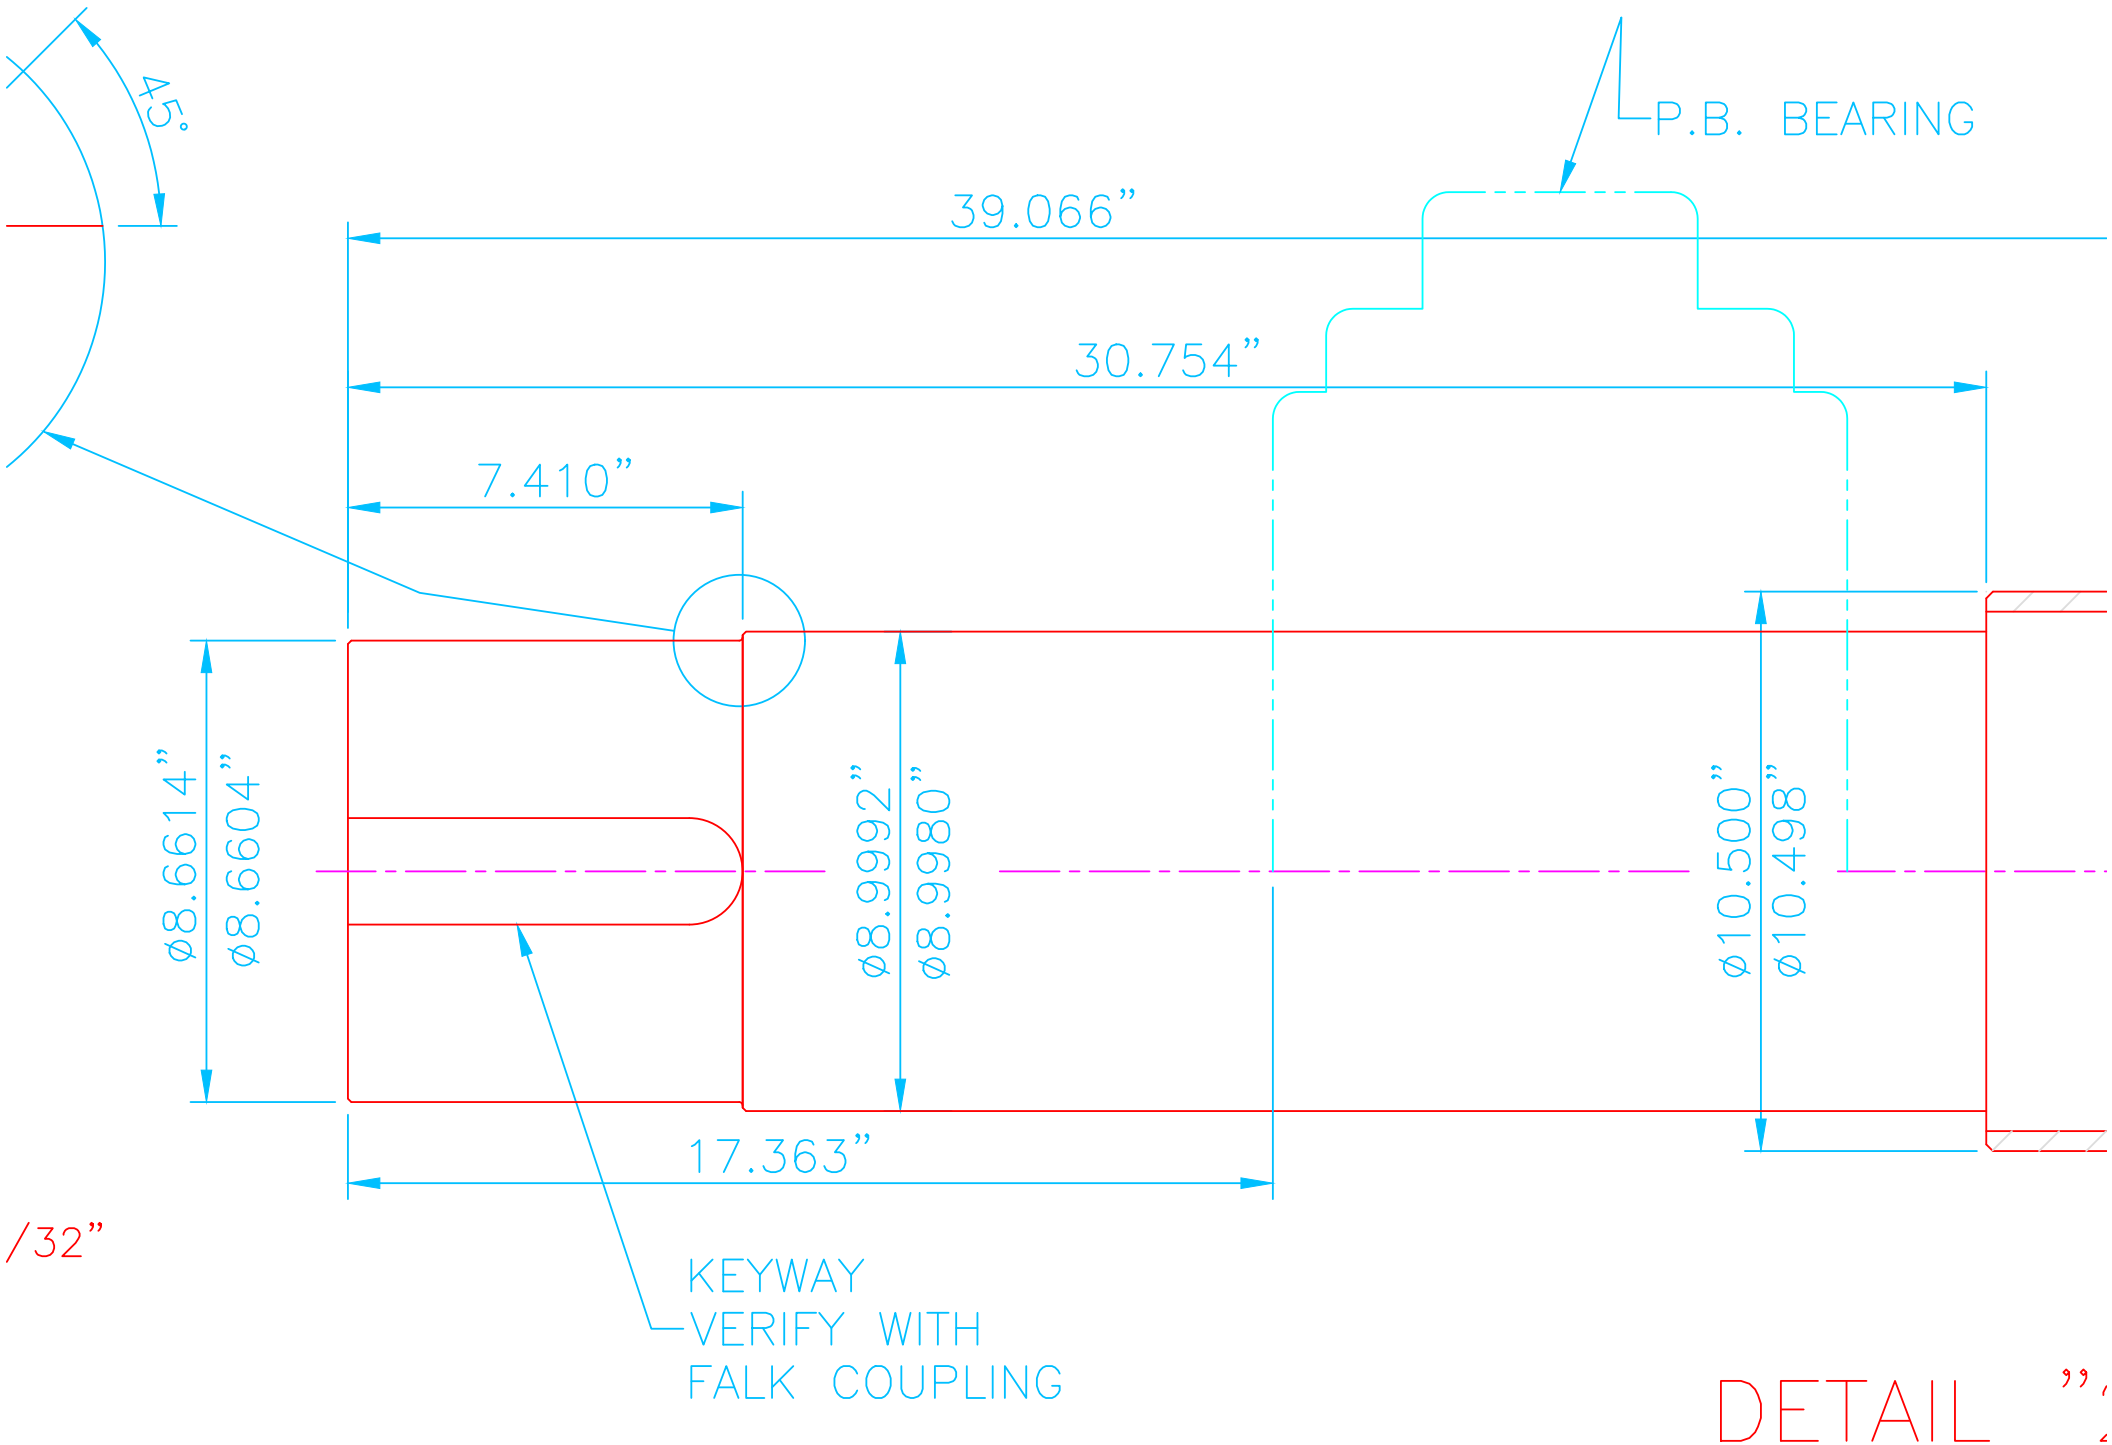 45°
P.B. BEARING
39.066”
30.754”
7.410”
ø8.6614”
ø8.6604”
ø8.9992”
ø8.9980”
ø10.500”
ø10.498”
17.363”
/32”
KEYWAY
VERIFY WITH
FALK COUPLING
DETAIL ”